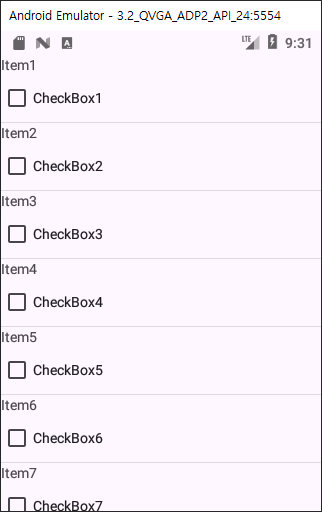 Android Emulator - 3.2_QVGA_ADP2_API_24:5554
LTE 9:31
Item1
CheckBox1
Item2
CheckBox2
Item3
CheckBox3
Item4
CheckBox4
Item5
CheckBox5
Item6
CheckBox6
Item7
CheckBox7